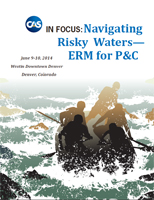 CAS
IN FOCUS: Navigating
Risky Waters—
ERM for P&C
June 9-10, 2014
Westin Downtown Denver
Denver, Colorado